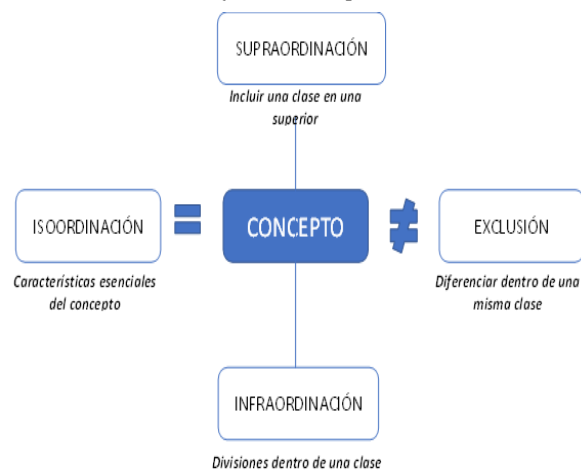 SUPRAORDINACIÓN
Incluir una clase en una
superior
ISOORDINACIÓN
=
CONCEPTO
≠
EXCLUSIÓN
Características esenciales
del concepto
Diferenciar dentro de una
misma clase
INFRAORDINACIÓN
Divisiones dentro de una clase